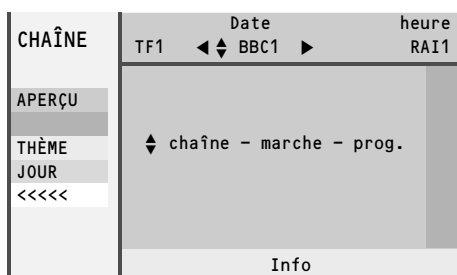 CHAÎNE
Date heure
TF1 ◀ BBC1 ▶ RAI1
APERÇU
THÈME
JOUR
<<<<<
chaîne - marche - prog.
Info